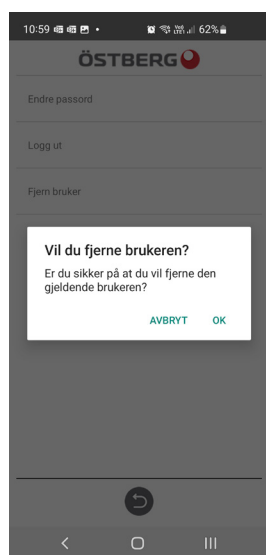 10:59
62%
ÖSTBERG
Endre passord
Logg ut
Fjern bruker
Vil du fjerne brukeren?
Er du sikker på at du vil fjerne den
gjeldende brukeren?
AVBRYT OK